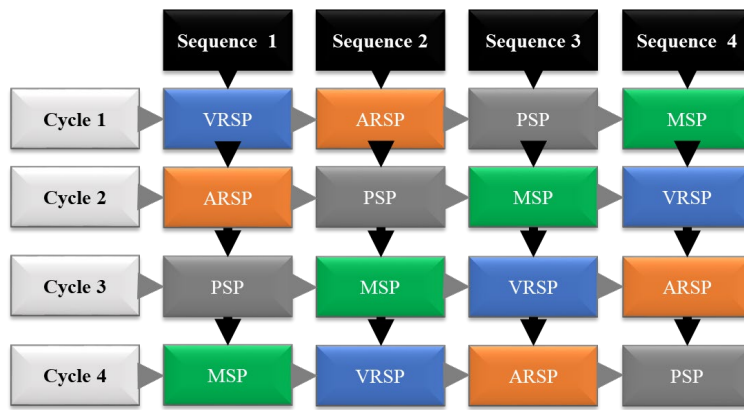 Sequence 1 Sequence 2 Sequence 3 Sequence 4
Cycle 1 VRSP ARSP PSP MSP
Cycle 2 ARSP PSP MSP VRSP
Cycle 3 PSP MSP VRSP ARSP
Cycle 4 MSP VRSP ARSP PSP